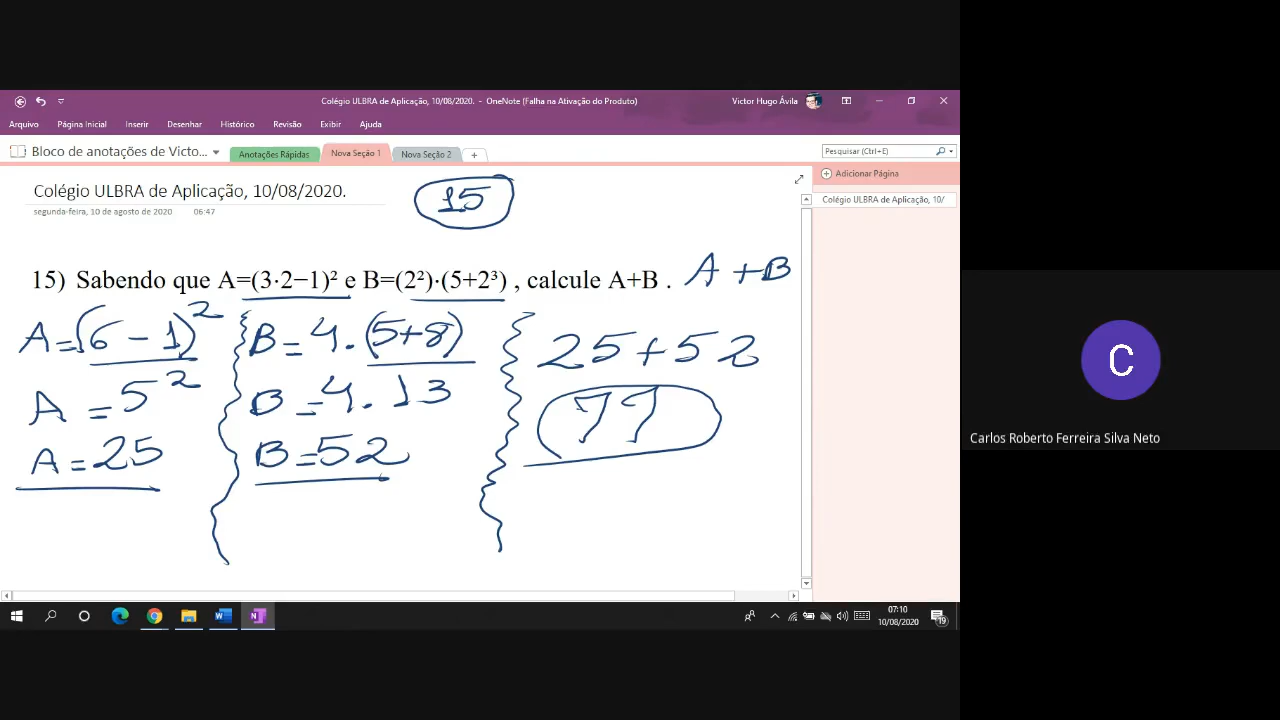 Colégio ULBRA de Aplicação, 10/08/2020. - OneNote (Falha na Ativação do Produto)
Victor Hugo Ávila
Arquivo Página Inicial Inserir Desenhar Histórico Revisão Exibir Ajuda
Bloco de anotações de Victo...
Anotações Rápidas
Nova Seção 1
Nova Seção 2
+
Pesquisar (Ctrl+E)
Adicionar Página
Colégio ULBRA de Aplicação, 10/
Colégio ULBRA de Aplicação, 10/08/2020.
segunda-feira, 10 de agosto de 2020 06:47
15
15) Sabendo que A=(3·2−1)² e B=(2²)·(5+2³) , calcule A+B .
A + B
A = (6 - 1)²
A = 5²
A = 25
B = 4 . (5+8)
B = 4 . 13
B = 52
25 + 52
77
C
Carlos Roberto Ferreira Silva Neto
07:10
10/08/2020
19